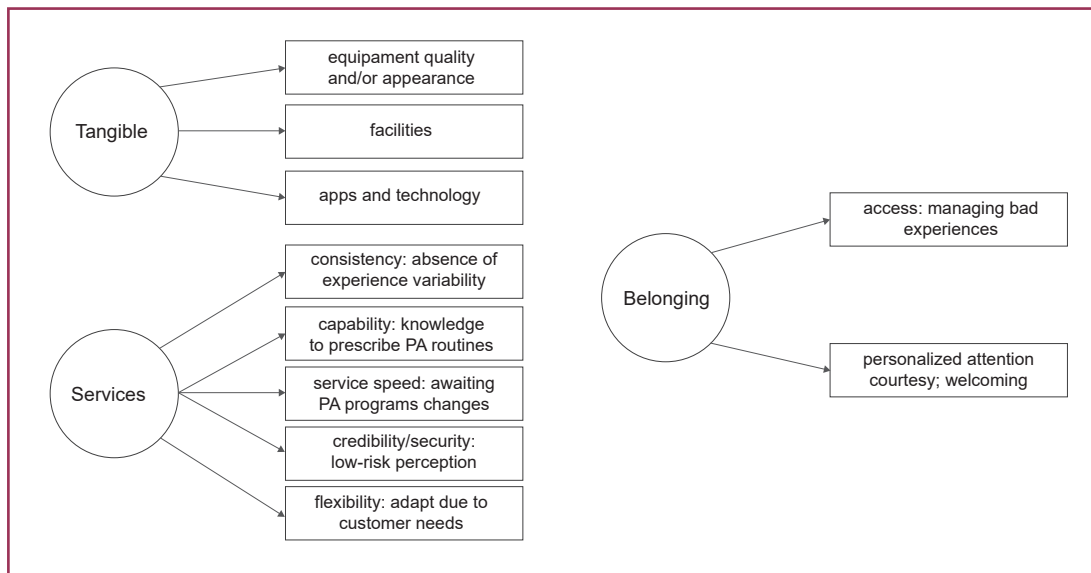 Tangible
equipament quality
and/or appearance
facilities
apps and technology
Services
consistency: absence of
experience variability
capability: knowledge
to prescribe PA routines
service speed: awaiting
PA programs changes
credibility/security:
low-risk perception
flexibility: adapt due to
customer needs
Belonging
access: managing bad
experiences
personalized attention
courtesy; welcoming